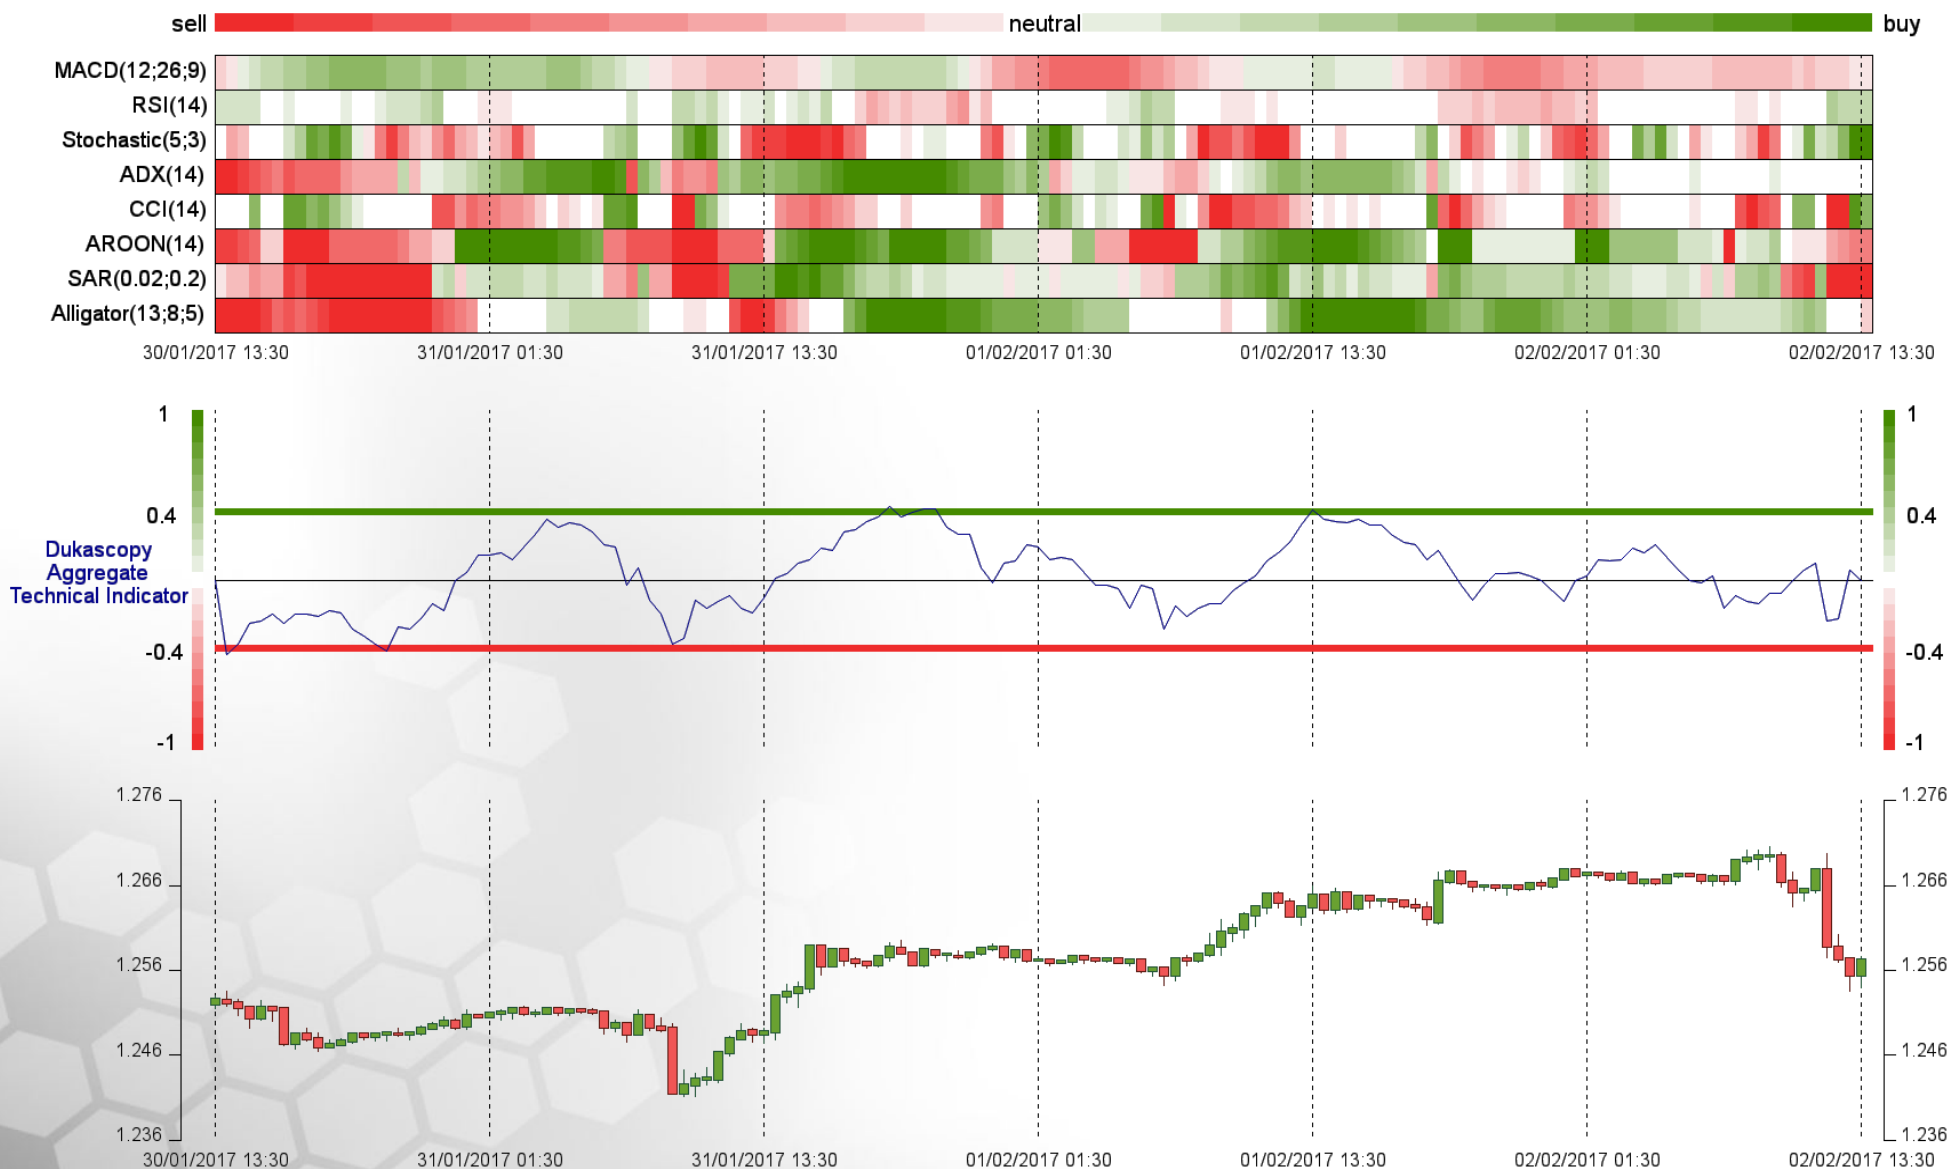 sell neutral buy
MACD(12;26;9)
RSI(14)
Stochastic(5;3)
ADX(14)
CCI(14)
AROON(14)
SAR(0.02;0.2)
Alligator(13;8;5)
30/01/2017 13:30 31/01/2017 01:30 31/01/2017 13:30 01/02/2017 01:30 01/02/2017 13:30 02/02/2017 01:30 02/02/2017 13:30
1 1
0.4 0.4
Dukascopy
Aggregate
Technical Indicator
-0.4 -0.4
-1 -1
1.276 1.276
1.266 1.266
1.256 1.256
1.246 1.246
1.236 1.236
30/01/2017 13:30 31/01/2017 01:30 31/01/2017 13:30 01/02/2017 01:30 01/02/2017 13:30 02/02/2017 01:30 02/02/2017 13:30